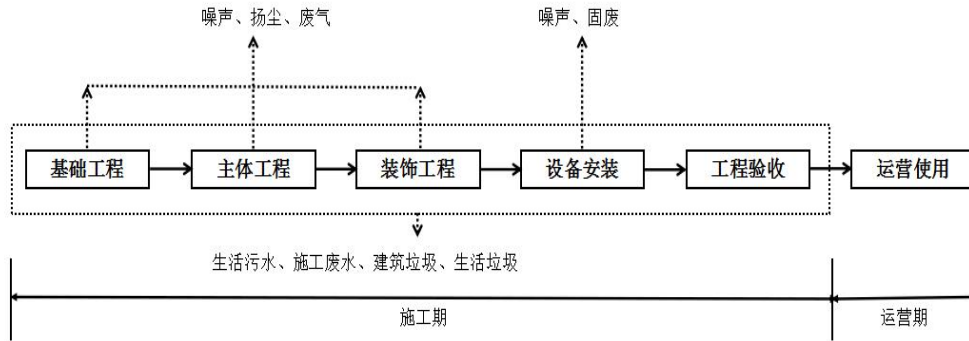 噪声、扬尘、废气
噪声、固废
基础工程
主体工程
装饰工程
设备安装
工程验收
运营使用
生活污水、施工废水、建筑垃圾、生活垃圾
施工期
运营期